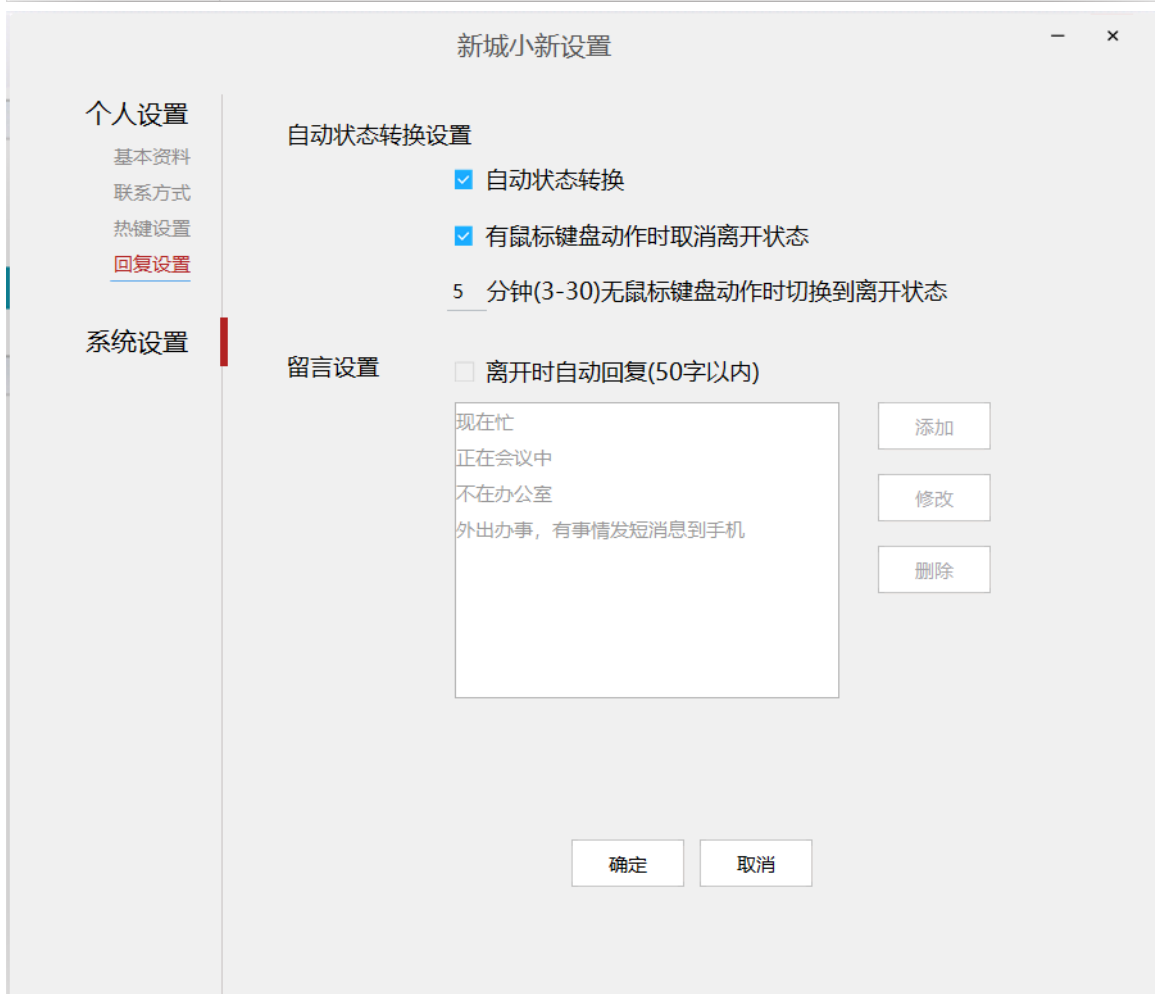 新城小新设置
个人设置
基本资料
联系方式
热键设置
回复设置
系统设置
自动状态转换设置
自动状态转换
有鼠标键盘动作时取消离开状态
5 分钟(3-30)无鼠标键盘动作时切换到离开状态
留言设置
离开时自动回复(50字以内)
现在忙
正在会议中
不在办公室
外出办事，有事情发短消息到手机
添加
修改
删除
确定
取消